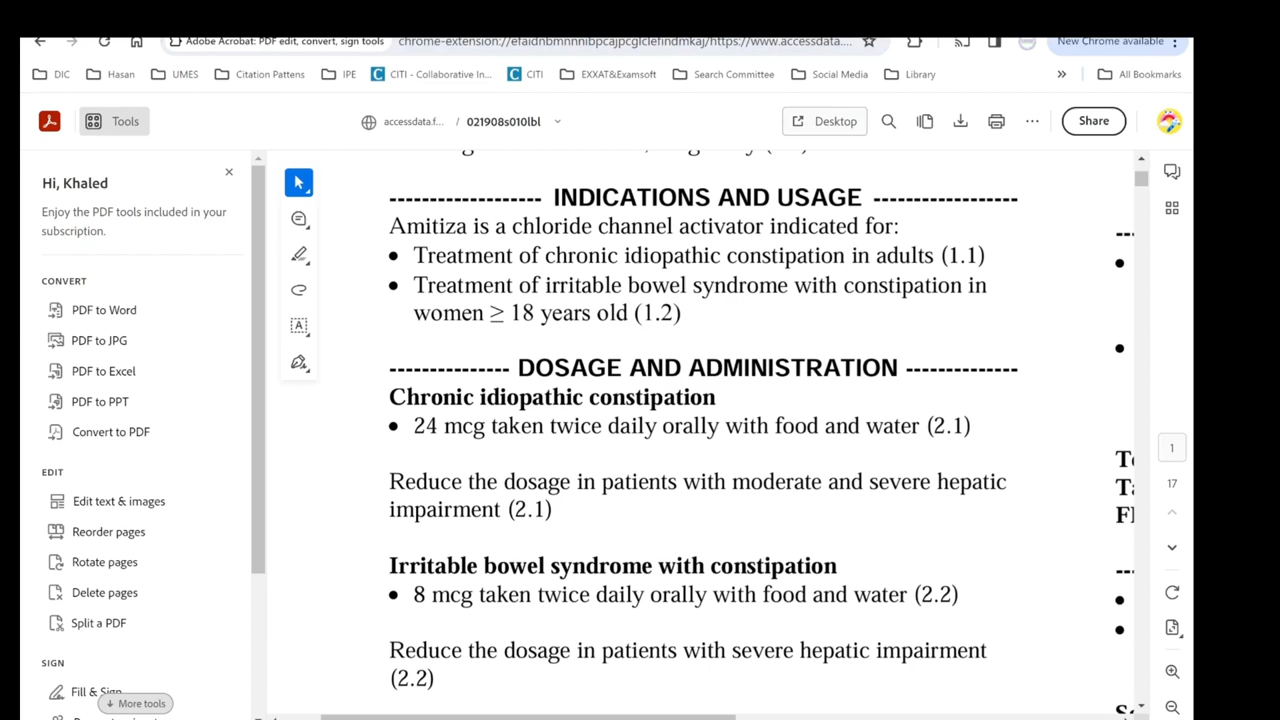 Adobe Acrobat: PDF edit, convert, sign tools
chrome-extension://efaidnbmnnnibpcajpcglclefindmkaj/https://www.accessdata....
New Chrome available
DIC
Hasan
UMES
Citation Pattens
IPE
CITI - Collaborative In...
CITI
EXXAT&Examsoft
Search Committee
Social Media
Library
All Bookmarks
Tools
accessdata.f... / 021908s010lbl
Desktop
Share
Hi, Khaled
Enjoy the PDF tools included in your
subscription.
CONVERT
PDF to Word
PDF to JPG
PDF to Excel
PDF to PPT
Convert to PDF
EDIT
Edit text & images
Reorder pages
Rotate pages
Delete pages
Split a PDF
SIGN
Fill & Sign
More tools
------------------- INDICATIONS AND USAGE ------------------
Amitiza is a chloride channel activator indicated for:
• Treatment of chronic idiopathic constipation in adults (1.1)
• Treatment of irritable bowel syndrome with constipation in
women ≥ 18 years old (1.2)
--------------- DOSAGE AND ADMINISTRATION --------------
Chronic idiopathic constipation
• 24 mcg taken twice daily orally with food and water (2.1)
Reduce the dosage in patients with moderate and severe hepatic
impairment (2.1)
Irritable bowel syndrome with constipation
• 8 mcg taken twice daily orally with food and water (2.2)
Reduce the dosage in patients with severe hepatic impairment
(2.2)
1
17